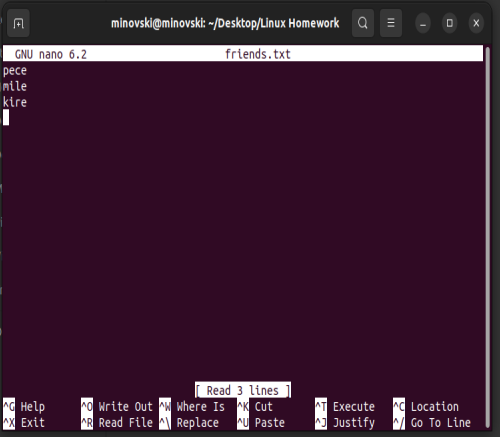 minovski@minovski: ~/Desktop/Linux Homework
GNU nano 6.2 friends.txt
pece
mile
kire
[ Read 3 lines ]
^G Help ^O Write Out ^W Where Is ^K Cut ^T Execute ^C Location
^X Exit ^R Read File ^\ Replace ^U Paste ^J Justify ^/ Go To Line